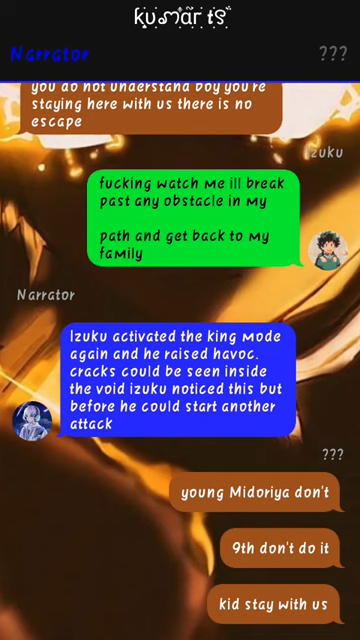 kumar ts
Narrator
???
you do not understand boy you're
staying here with us there is no
escape
Izuku
fucking watch me ill break
past any obstacle in my
path and get back to my
family
Narrator
Izuku activated the king mode
again and he raised havoc.
cracks could be seen inside
the void izuku noticed this but
before he could start another
attack
???
young Midoriya don't
9th don't do it
kid stay with us